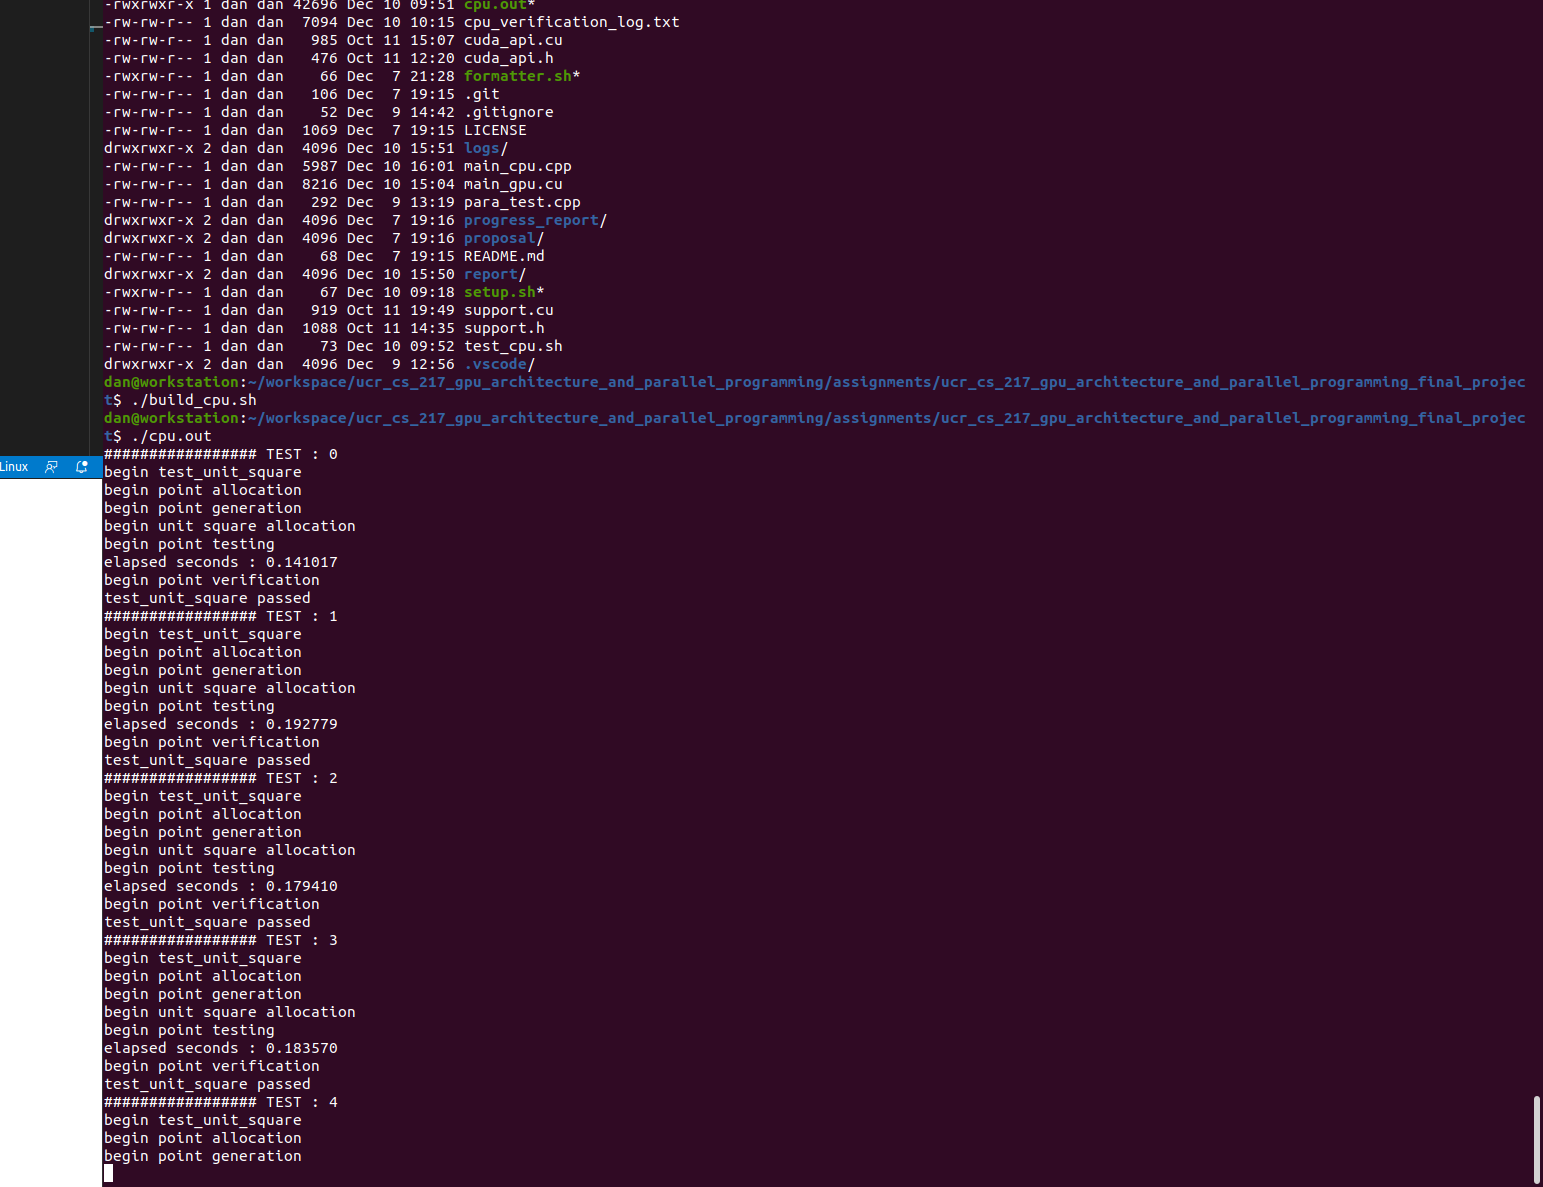 -rwxrwxr-x 1 dan dan 42696 Dec 10 09:51 cpu.out*
-rw-rw-r-- 1 dan dan  7094 Dec 10 10:15 cpu_verification_log.txt
-rw-rw-r-- 1 dan dan   985 Oct 11 15:07 cuda_api.cu
-rw-rw-r-- 1 dan dan   476 Oct 11 12:20 cuda_api.h
-rwxrw-r-- 1 dan dan    66 Dec  7 21:28 formatter.sh*
-rw-rw-r-- 1 dan dan   106 Dec  7 19:15 .git
-rw-rw-r-- 1 dan dan    52 Dec  9 14:42 .gitignore
-rw-rw-r-- 1 dan dan  1069 Dec  7 19:15 LICENSE
drwxrwxr-x 2 dan dan  4096 Dec 10 15:51 logs/
-rw-rw-r-- 1 dan dan  5987 Dec 10 16:01 main_cpu.cpp
-rw-rw-r-- 1 dan dan  8216 Dec 10 15:04 main_gpu.cu
-rw-rw-r-- 1 dan dan   292 Dec  9 13:19 para_test.cpp
drwxrwxr-x 2 dan dan  4096 Dec  7 19:16 progress_report/
drwxrwxr-x 2 dan dan  4096 Dec  7 19:16 proposal/
-rw-rw-r-- 1 dan dan    68 Dec  7 19:15 README.md
drwxrwxr-x 2 dan dan  4096 Dec 10 15:50 report/
-rwxrw-r-- 1 dan dan    67 Dec 10 09:18 setup.sh*
-rw-rw-r-- 1 dan dan   919 Oct 11 19:49 support.cu
-rw-rw-r-- 1 dan dan  1088 Oct 11 14:35 support.h
-rw-rw-r-- 1 dan dan    73 Dec 10 09:52 test_cpu.sh
drwxrwxr-x 2 dan dan  4096 Dec  9 12:56 .vscode/
dan@workstation:~/workspace/ucr_cs_217_gpu_architecture_and_parallel_programming/assignments/ucr_cs_217_gpu_architecture_and_parallel_programming_final_projec
t$ ./build_cpu.sh
dan@workstation:~/workspace/ucr_cs_217_gpu_architecture_and_parallel_programming/assignments/ucr_cs_217_gpu_architecture_and_parallel_programming_final_projec
t$ ./cpu.out
################# TEST : 0
Linux
begin test_unit_square
begin point allocation
begin point generation
begin unit square allocation
begin point testing
elapsed seconds : 0.141017
begin point verification
test_unit_square passed
################# TEST : 1
begin test_unit_square
begin point allocation
begin point generation
begin unit square allocation
begin point testing
elapsed seconds : 0.192779
begin point verification
test_unit_square passed
################# TEST : 2
begin test_unit_square
begin point allocation
begin point generation
begin unit square allocation
begin point testing
elapsed seconds : 0.179410
begin point verification
test_unit_square passed
################# TEST : 3
begin test_unit_square
begin point allocation
begin point generation
begin unit square allocation
begin point testing
elapsed seconds : 0.183570
begin point verification
test_unit_square passed
################# TEST : 4
begin test_unit_square
begin point allocation
begin point generation